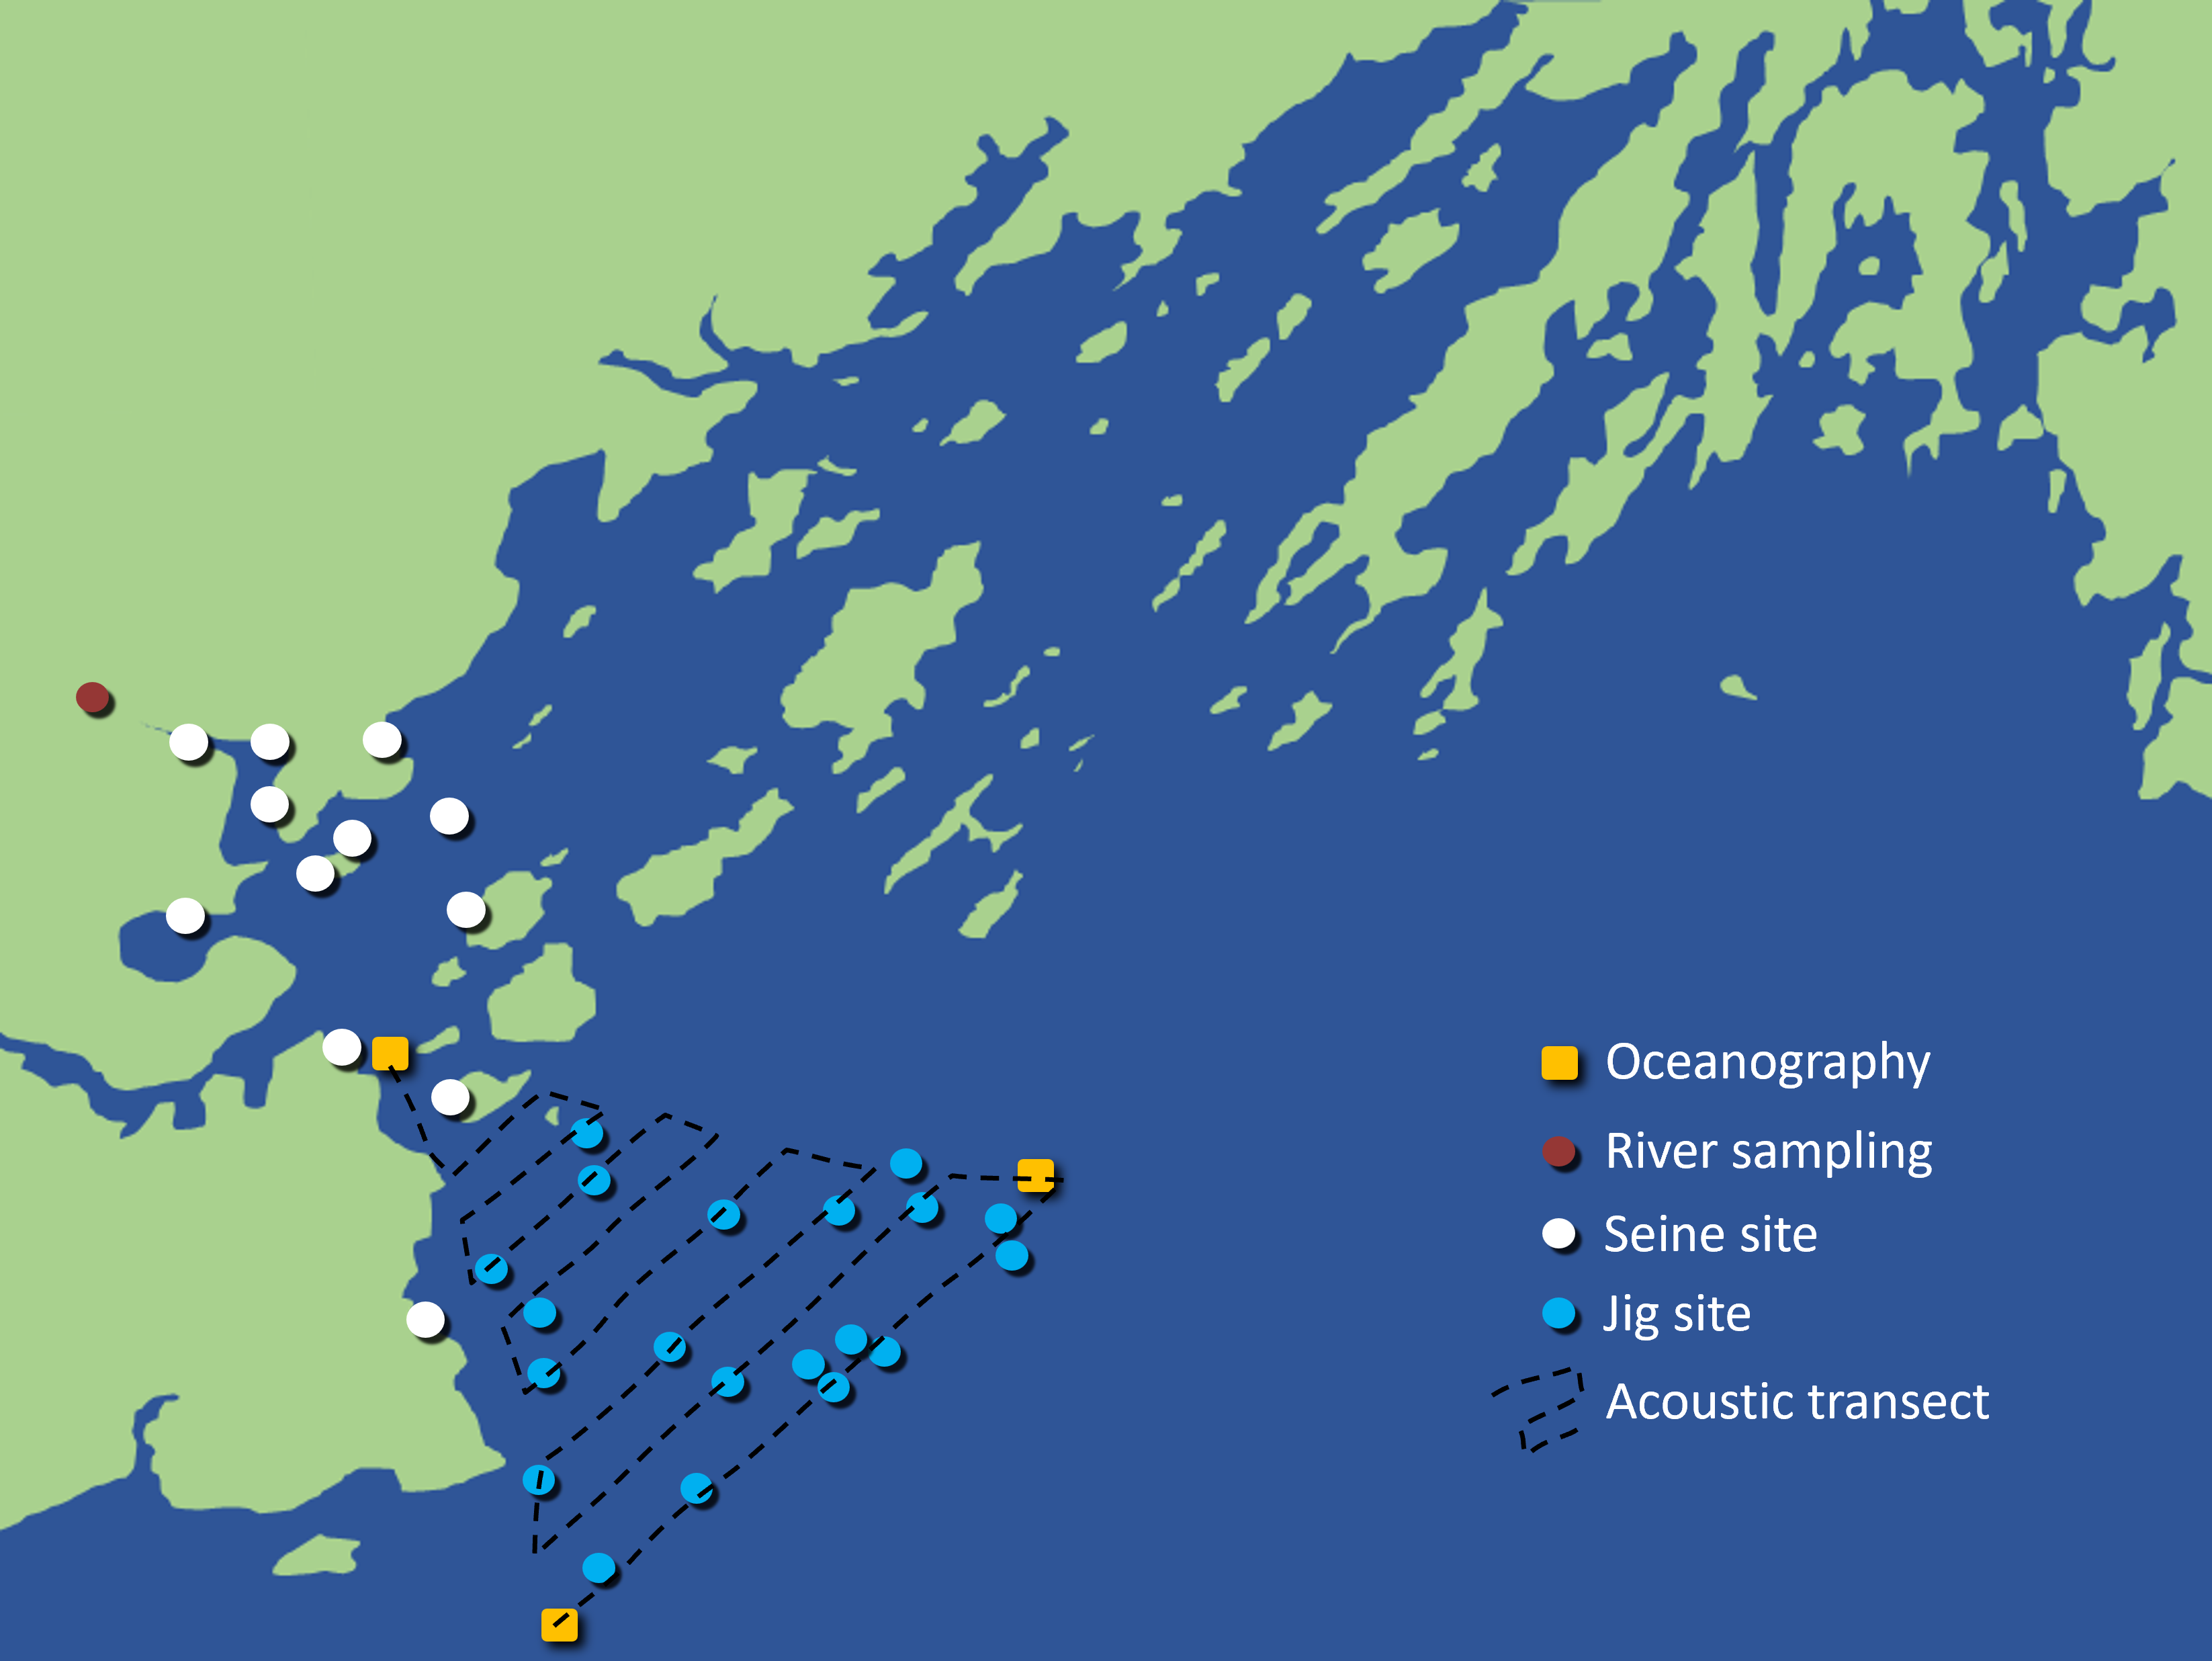 Oceanography
River sampling
Seine site
Jig site
Acoustic transect